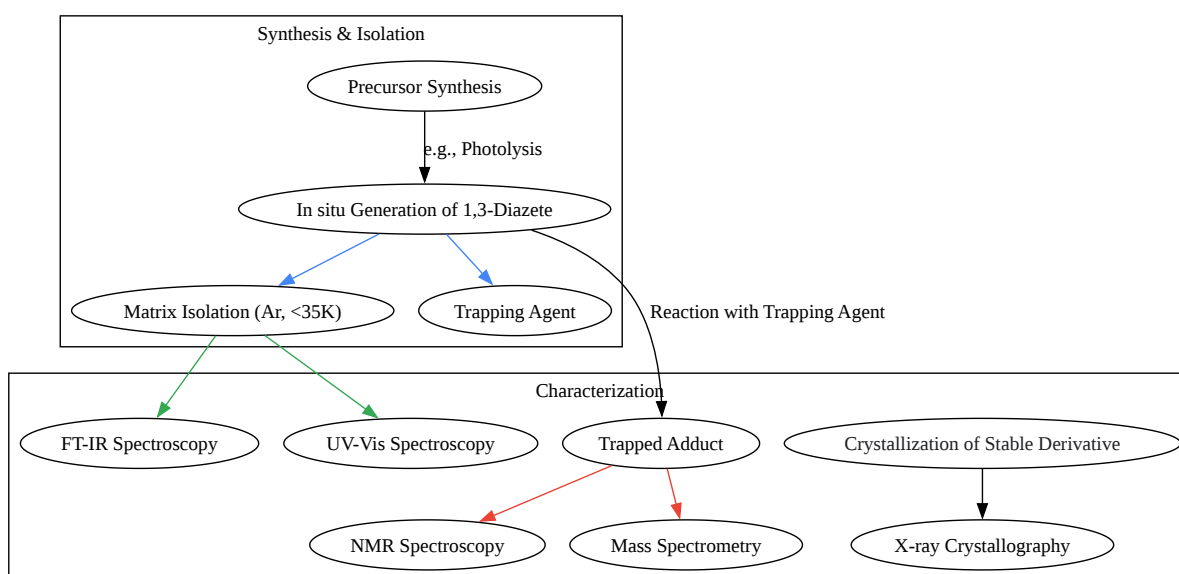 Synthesis & Isolation
Precursor Synthesis
e.g., Photolysis
In situ Generation of 1,3-Diazete
Matrix Isolation (Ar, <35K)
Trapping Agent
Reaction with Trapping Agent
Characterization
FT-IR Spectroscopy
UV-Vis Spectroscopy
Trapped Adduct
Crystallization of Stable Derivative
NMR Spectroscopy
Mass Spectrometry
X-ray Crystallography